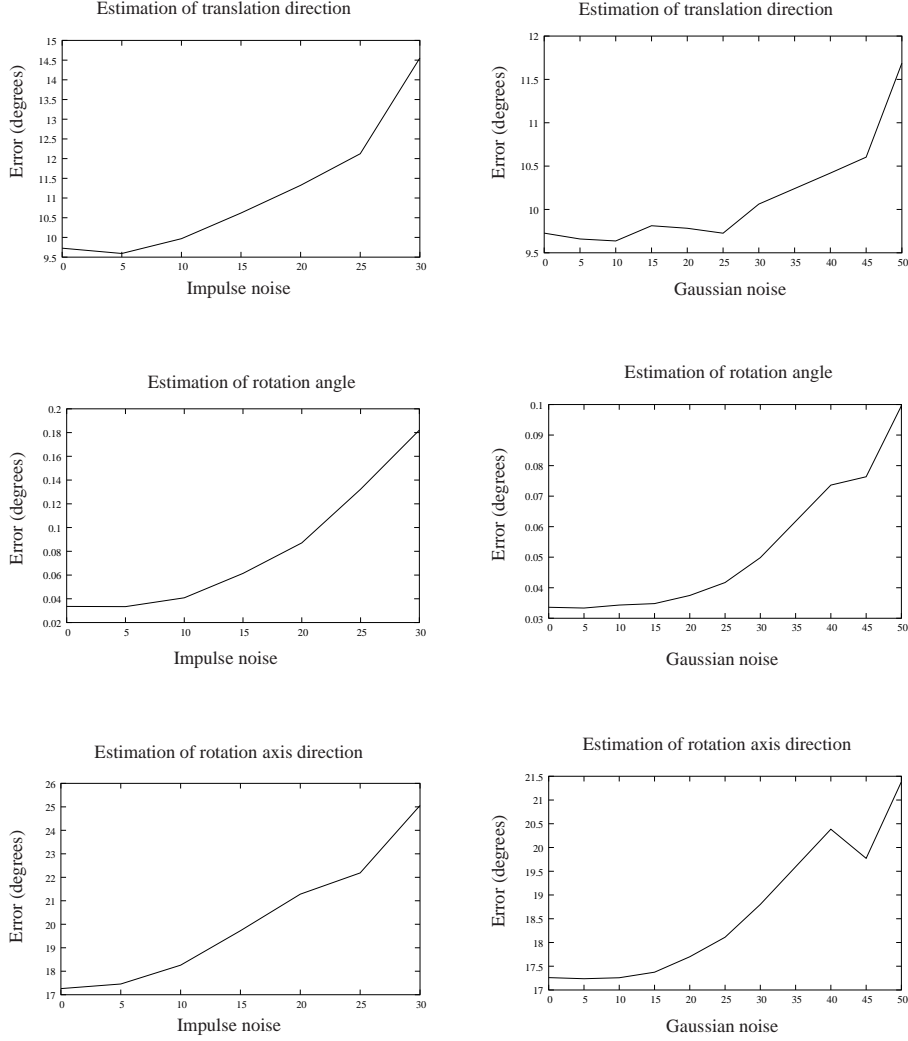 Estimation of translation direction
15
14.5
14
13.5
13
12.5
12
11.5
11
10.5
10
9.5
Error (degrees)
0 5 10 15 20 25 30
Impulse noise
Estimation of translation direction
12
11.5
11
10.5
10
9.5
Error (degrees)
0 5 10 15 20 25 30 35 40 45 50
Gaussian noise
Estimation of rotation angle
0.2
0.18
0.16
0.14
0.12
0.1
0.08
0.06
0.04
0.02
Error (degrees)
0 5 10 15 20 25 30
Impulse noise
Estimation of rotation angle
0.1
0.09
0.08
0.07
0.06
0.05
0.04
0.03
Error (degrees)
0 5 10 15 20 25 30 35 40 45 50
Gaussian noise
Estimation of rotation axis direction
26
25
24
23
22
21
20
19
18
17
Error (degrees)
0 5 10 15 20 25 30
Impulse noise
Estimation of rotation axis direction
21.5
21
20.5
20
19.5
19
18.5
18
17.5
17
Error (degrees)
0 5 10 15 20 25 30 35 40 45 50
Gaussian noise